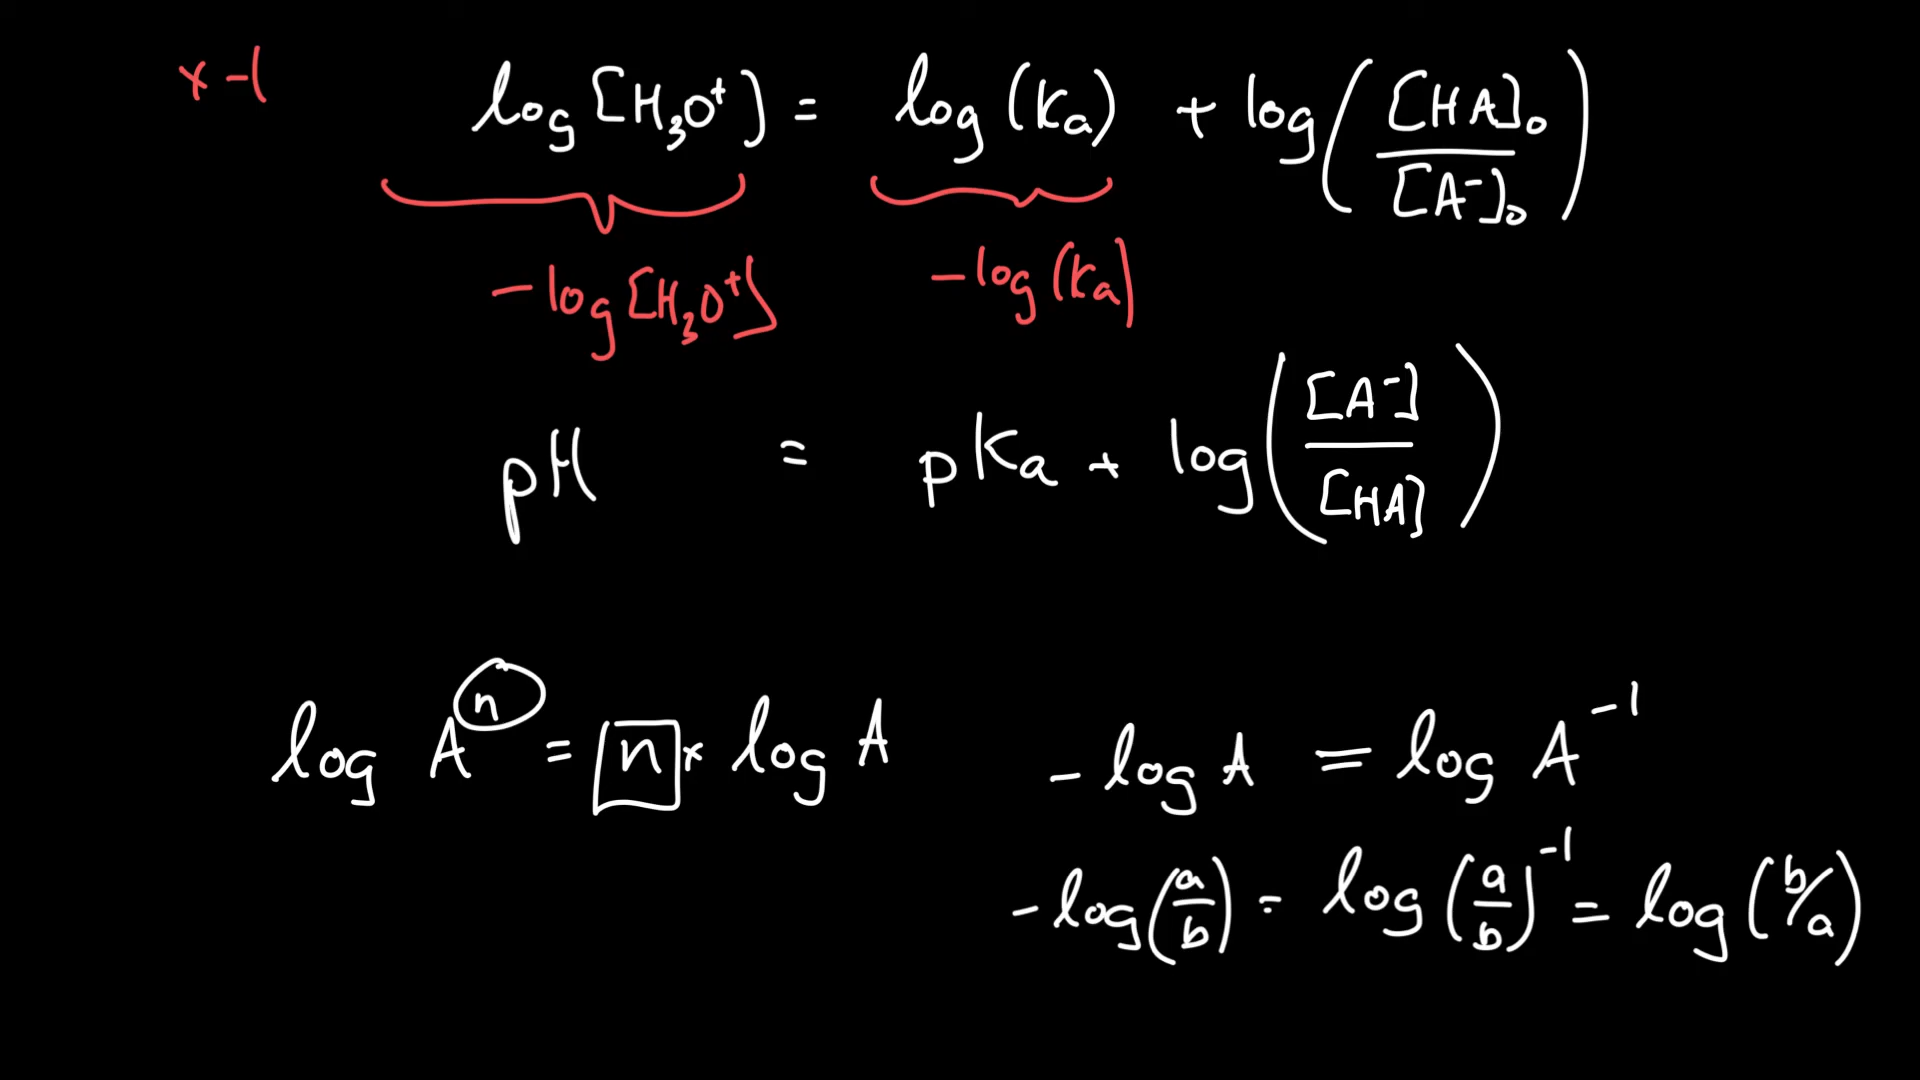 x -1 log [H₃O⁺] = log (Ka) + log ( [HA]₀ / [A⁻]₀ )
- log [H₃O⁺] - log (Ka)
pH = pKa + log ( [A⁻] / [HA] )
log Aⁿ = n x log A
- log A = log A⁻¹
- log (a/b) = log (a/b)⁻¹ = log (b/a)